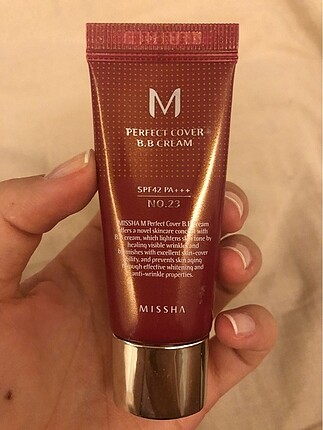 M
PERFECT COVER
B.B CREAM
SPF42 PA+++
NO.23
MISSHA M Perfect Cover B.B Cream
offers a novel skincare concept with
B.B cream, which lightens skin tone by
healing visible wrinkles and
blemishes with excellent skin-cover
ability, and prevents skin aging
through effective whitening and
anti-wrinkle properties.
MISSHA